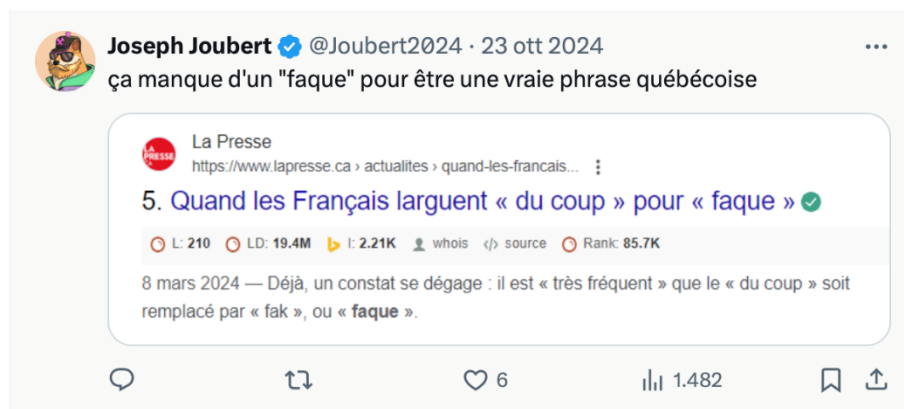 Joseph Joubert @Joubert2024 · 23 ott 2024
ça manque d'un "faque" pour être une vraie phrase québécoise
LA PRESSE
La Presse
https://www.lapresse.ca › actualites › quand-les-francais...
5. Quand les Français larguent « du coup » pour « faque »
L: 210 LD: 19.4M I: 2.21K whois </> source Rank: 85.7K
8 mars 2024 — Déjà, un constat se dégage : il est « très fréquent » que le « du coup » soit
remplacé par « fak », ou « faque ».
6 1.482